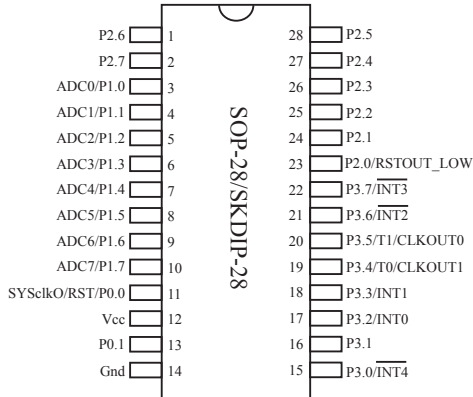 P2.6 1 28 P2.5
P2.7 2 27 P2.4
ADC0/P1.0 3 26 P2.3
ADC1/P1.1 4 25 P2.2
ADC2/P1.2 5 24 P2.1
ADC3/P1.3 6 23 P2.0/RSTOUT_LOW
ADC4/P1.4 7 22 P3.7/INT3
ADC5/P1.5 8 21 P3.6/INT2
ADC6/P1.6 9 20 P3.5/T1/CLKOUT0
ADC7/P1.7 10 19 P3.4/T0/CLKOUT1
SYSclkO/RST/P0.0 11 18 P3.3/INT1
Vcc 12 17 P3.2/INT0
P0.1 13 16 P3.1
Gnd 14 15 P3.0/INT4
SOP-28/SKDIP-28